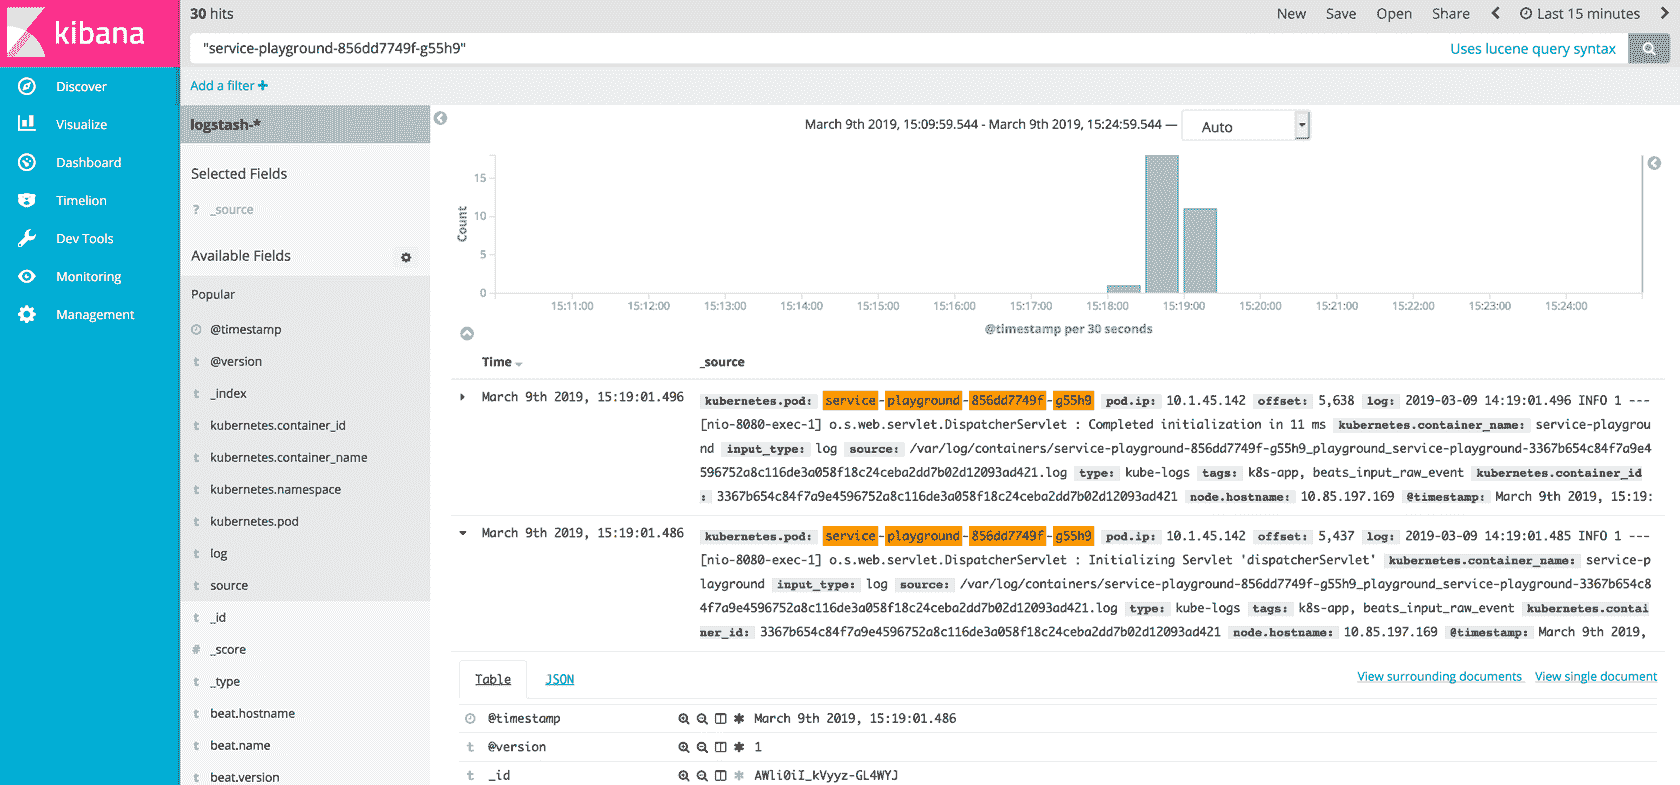 kibana
Discover
Visualize
Dashboard
Timelion
Dev Tools
Monitoring
Management
30 hits
New Save Open Share Last 15 minutes
"service-playground-856dd7749f-g55h9"
Uses lucene query syntax
Add a filter +
logstash-*
Selected Fields
? _source
Available Fields
Popular
@timestamp
t @version
t _index
t kubernetes.container_id
t kubernetes.container_name
t kubernetes.namespace
t kubernetes.pod
t log
t source
t _id
# _score
t _type
t beat.hostname
t beat.name
t beat.version
March 9th 2019, 15:09:59.544 - March 9th 2019, 15:24:59.544 — Auto
Count
15
10
5
0
15:11:00 15:12:00 15:13:00 15:14:00 15:15:00 15:16:00 15:17:00 15:18:00 15:19:00 15:20:00 15:21:00 15:22:00 15:23:00 15:24:00
@timestamp per 30 seconds
Time _source
March 9th 2019, 15:19:01.496 kubernetes.pod: service-playground-856dd7749f-g55h9 pod.ip: 10.1.45.142 offset: 5,638 log: 2019-03-09 14:19:01.496 INFO 1 ---
[nio-8080-exec-1] o.s.web.servlet.DispatcherServlet : Completed initialization in 11 ms kubernetes.container_name: service-playgrou
nd input_type: log source: /var/log/containers/service-playground-856dd7749f-g55h9_playground_service-playground-3367b654c84f7a9e4
596752a8c116de3a058f18c24ceba2dd7b02d12093ad421.log type: kube-logs tags: k8s-app, beats_input_raw_event kubernetes.container_id
: 3367b654c84f7a9e4596752a8c116de3a058f18c24ceba2dd7b02d12093ad421 node.hostname: 10.85.197.169 @timestamp: March 9th 2019, 15:19:
March 9th 2019, 15:19:01.486 kubernetes.pod: service-playground-856dd7749f-g55h9 pod.ip: 10.1.45.142 offset: 5,437 log: 2019-03-09 14:19:01.485 INFO 1 ---
[nio-8080-exec-1] o.s.web.servlet.DispatcherServlet : Initializing Servlet 'dispatcherServlet' kubernetes.container_name: service-p
layground input_type: log source: /var/log/containers/service-playground-856dd7749f-g55h9_playground_service-playground-3367b654c8
4f7a9e4596752a8c116de3a058f18c24ceba2dd7b02d12093ad421.log type: kube-logs tags: k8s-app, beats_input_raw_event kubernetes.contai
ner_id: 3367b654c84f7a9e4596752a8c116de3a058f18c24ceba2dd7b02d12093ad421 node.hostname: 10.85.197.169 @timestamp: March 9th 2019,
Table JSON View surrounding documents View single document
@timestamp March 9th 2019, 15:19:01.486
t @version 1
t _id AWli0iI_kVyyz-GL4WYJ